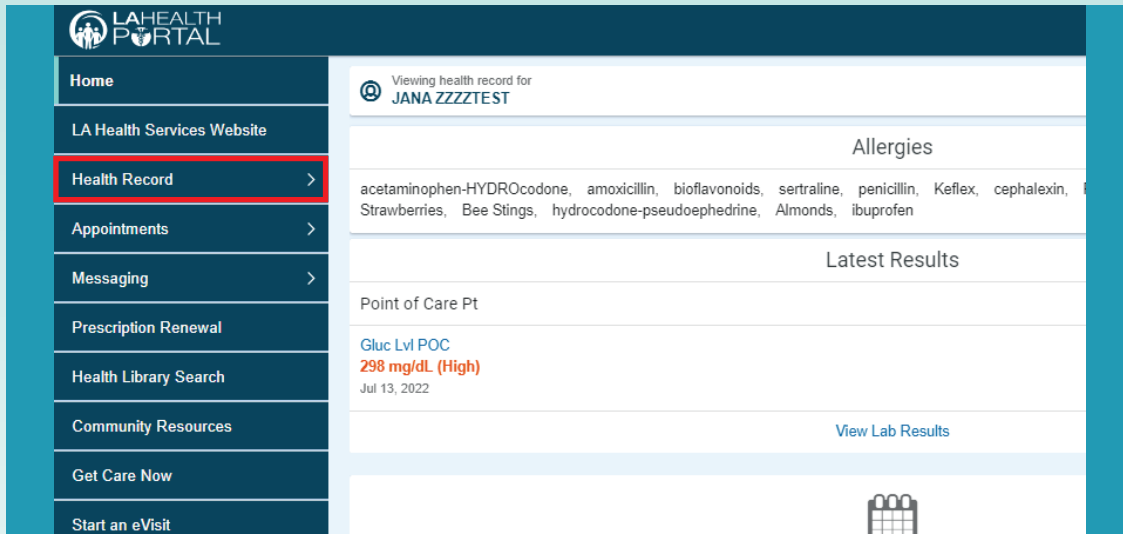 LAHEALTH
PORTAL
Home
LA Health Services Website
Health Record
Appointments
Messaging
Prescription Renewal
Health Library Search
Community Resources
Get Care Now
Start an eVisit
Viewing health record for
JANA ZZZZTEST
Allergies
acetaminophen-HYDROcodone, amoxicillin, bioflavonoids, sertraline, penicillin, Keflex, cephalexin,
Strawberries, Bee Stings, hydrocodone-pseudoephedrine, Almonds, ibuprofen
Latest Results
Point of Care Pt
Gluc Lvl POC
298 mg/dL (High)
Jul 13, 2022
View Lab Results